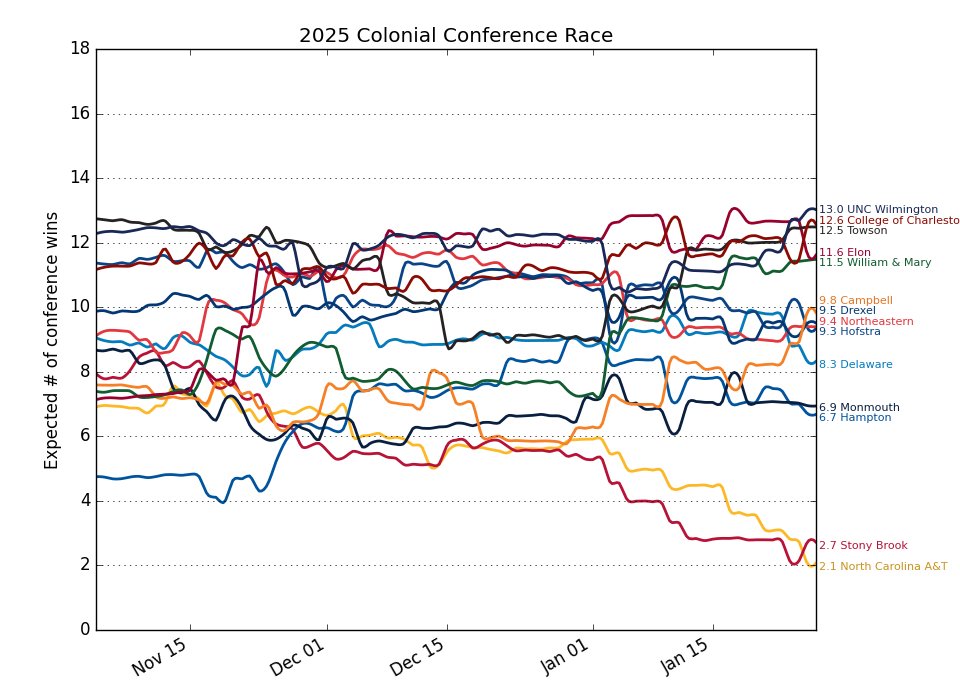 2025 Colonial Conference Race
Expected # of conference wins
18
16
14
12
10
8
6
4
2
0
Nov 15
Dec 01
Dec 15
Jan 01
Jan 15
13.0 UNC Wilmington
12.6 College of Charlesto
12.5 Towson
11.6 Elon
11.5 William & Mary
9.8 Campbell
9.5 Drexel
9.4 Northeastern
9.3 Hofstra
8.3 Delaware
6.9 Monmouth
6.7 Hampton
2.7 Stony Brook
2.1 North Carolina A&T